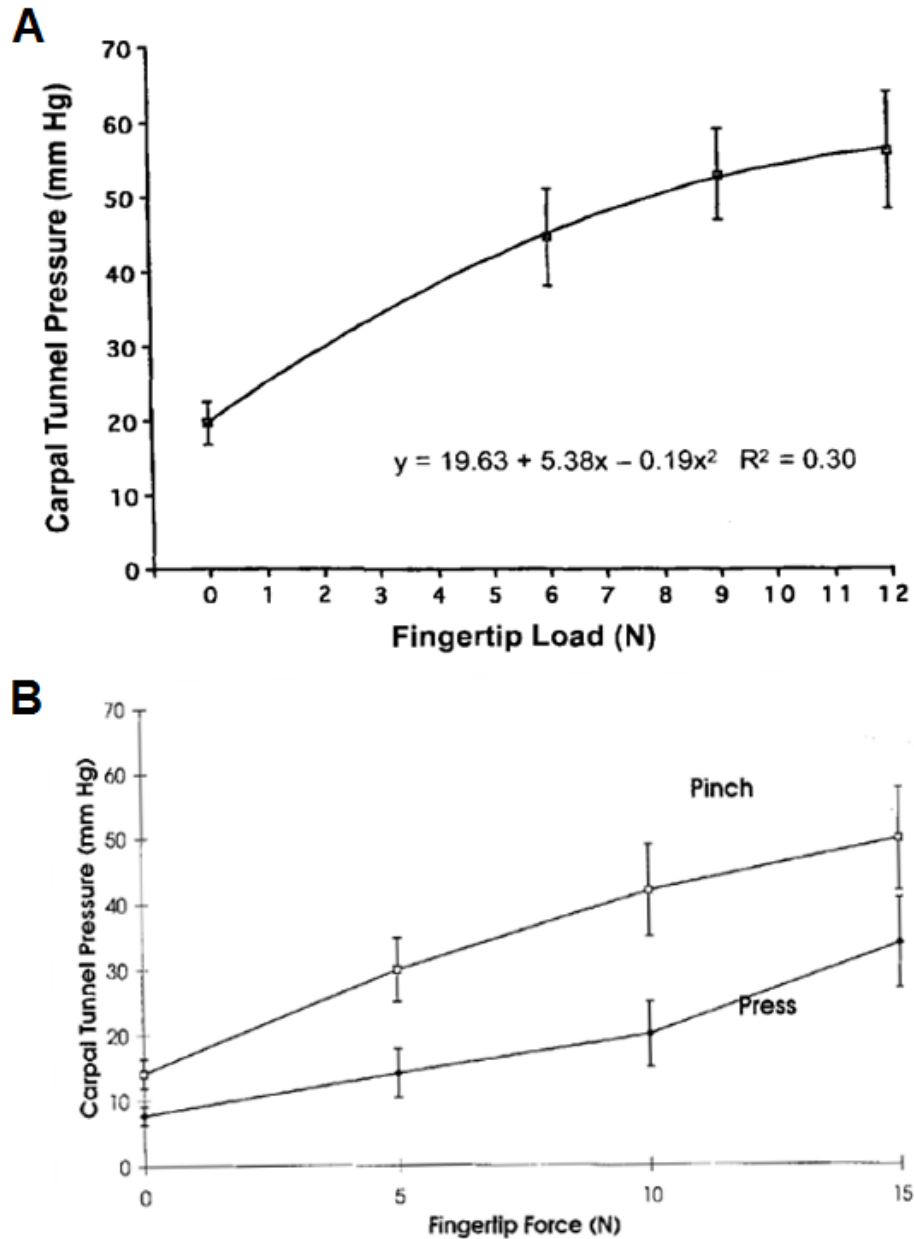 A
70
60
50
40
30
20
10
0
Carpal Tunnel Pressure (mm Hg)
y = 19.63 + 5.38x – 0.19x² R² = 0.30
0 1 2 3 4 5 6 7 8 9 10 11 12
Fingertip Load (N)
B
70
60
50
40
30
20
10
0
Carpal Tunnel Pressure (mm Hg)
Pinch
Press
0 5 10 15
Fingertip Force (N)